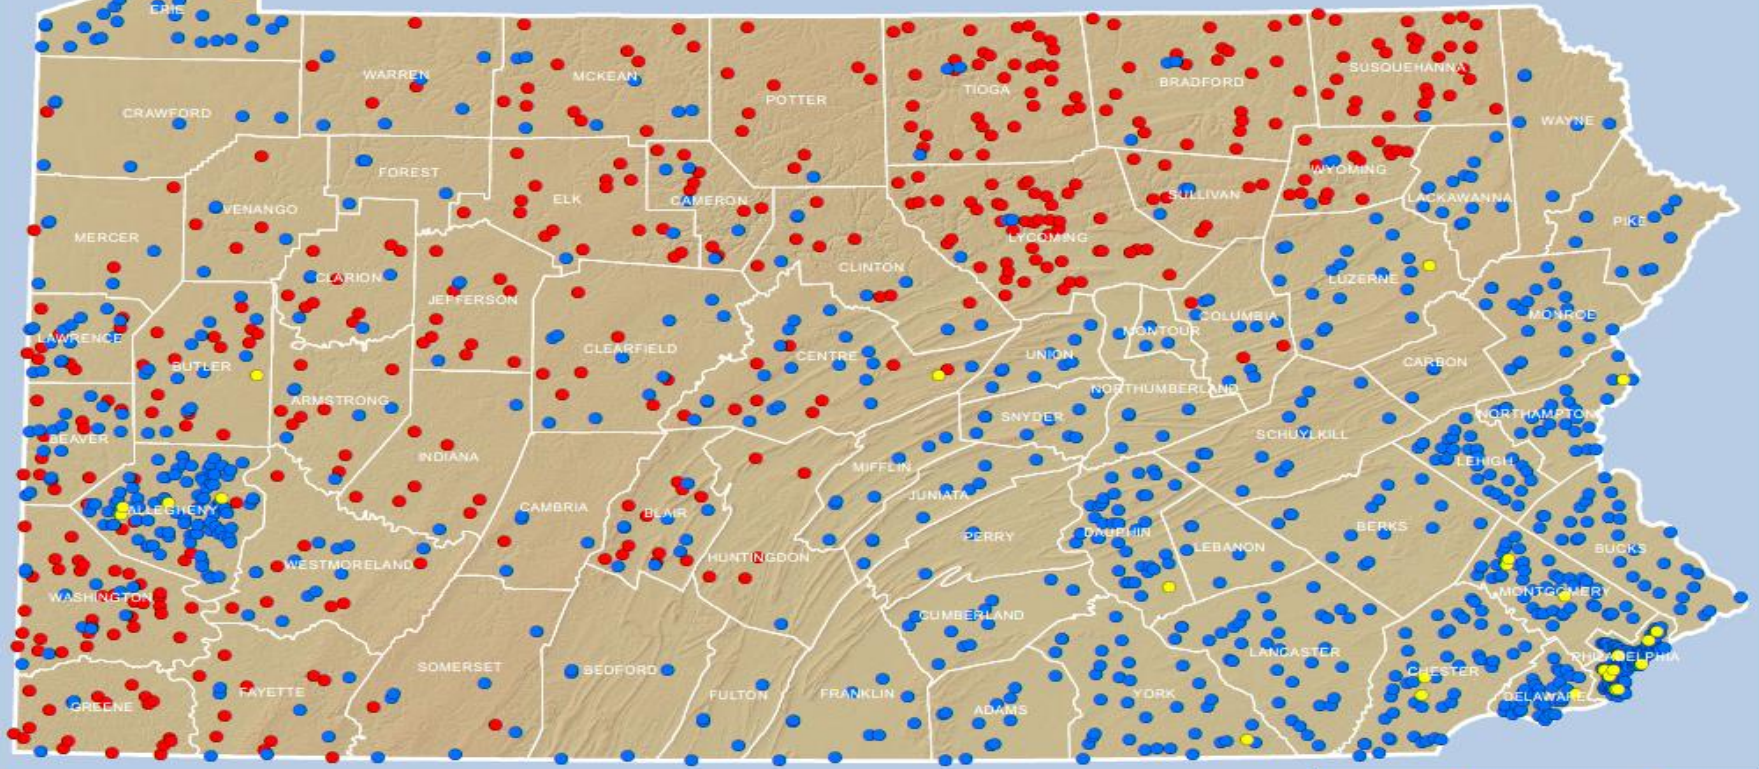 ERIE
WARREN
MCKEAN
POTTER
TIOGA
BRADFORD
SUSQUEHANNA
CRAWFORD
WAYNE
FOREST
WYOMING
ELK
CAMERON
SULLIVAN
LACKAWANNA
VENANGO
PIKE
MERCER
LYCOMING
CLINTON
CLARION
LUZERNE
JEFFERSON
MONROE
COLUMBIA
MONTOUR
LAWRENCE
CLEARFIELD
CENTRE
UNION
CARBON
BUTLER
NORTHUMBERLAND
ARMSTRONG
SNYDER
NORTHAMPTON
SCHUYLKILL
BEAVER
INDIANA
LEHIGH
MIFFLIN
JUNIATA
CAMBRIA
ALLEGHENY
BLAIR
BERKS
DAUPHIN
PERRY
LEBANON
BUCKS
HUNTINGDON
WESTMORELAND
MONTGOMERY
WASHINGTON
CUMBERLAND
LANCASTER
PHILADELPHIA
SOMERSET
BEDFORD
CHESTER
FAYETTE
FULTON
FRANKLIN
YORK
DELAWARE
GREENE
ADAMS